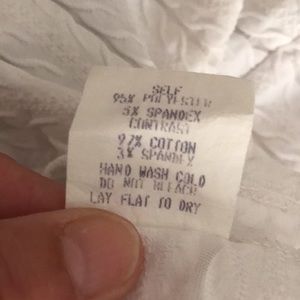 SELF
95% POLYESTER
5% SPANDEX
CONTRAST
97% COTTON
3% SPANDEX
HAND WASH COLD
DO NOT BLEACH
LAY FLAT TO DRY